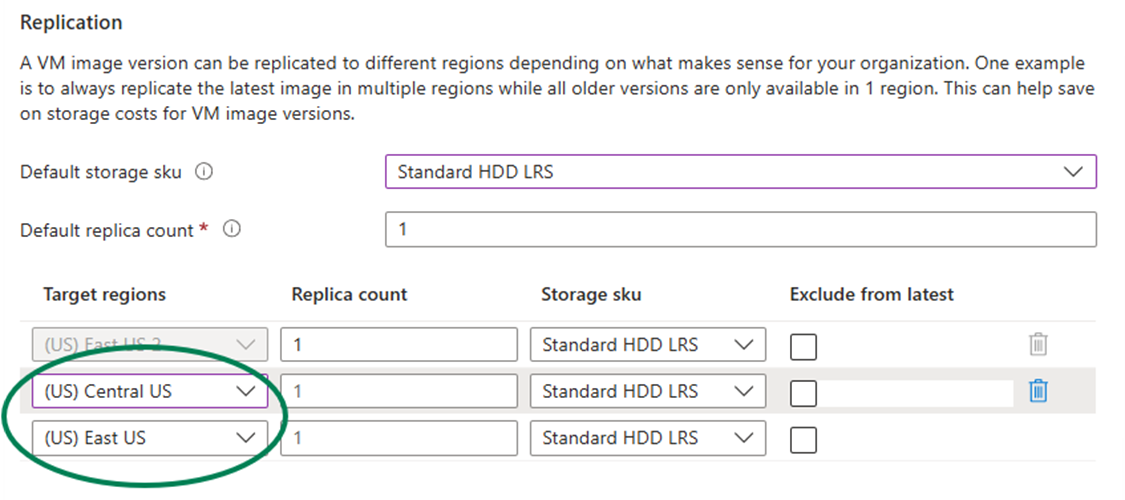 Replication
A VM image version can be replicated to different regions depending on what makes sense for your organization. One example
is to always replicate the latest image in multiple regions while all older versions are only available in 1 region. This can help save
on storage costs for VM image versions.
Default storage sku Standard HDD LRS
Default replica count * 1
Target regions Replica count Storage sku Exclude from latest
(US) East US 2 1 Standard HDD LRS
(US) Central US 1 Standard HDD LRS
(US) East US 1 Standard HDD LRS